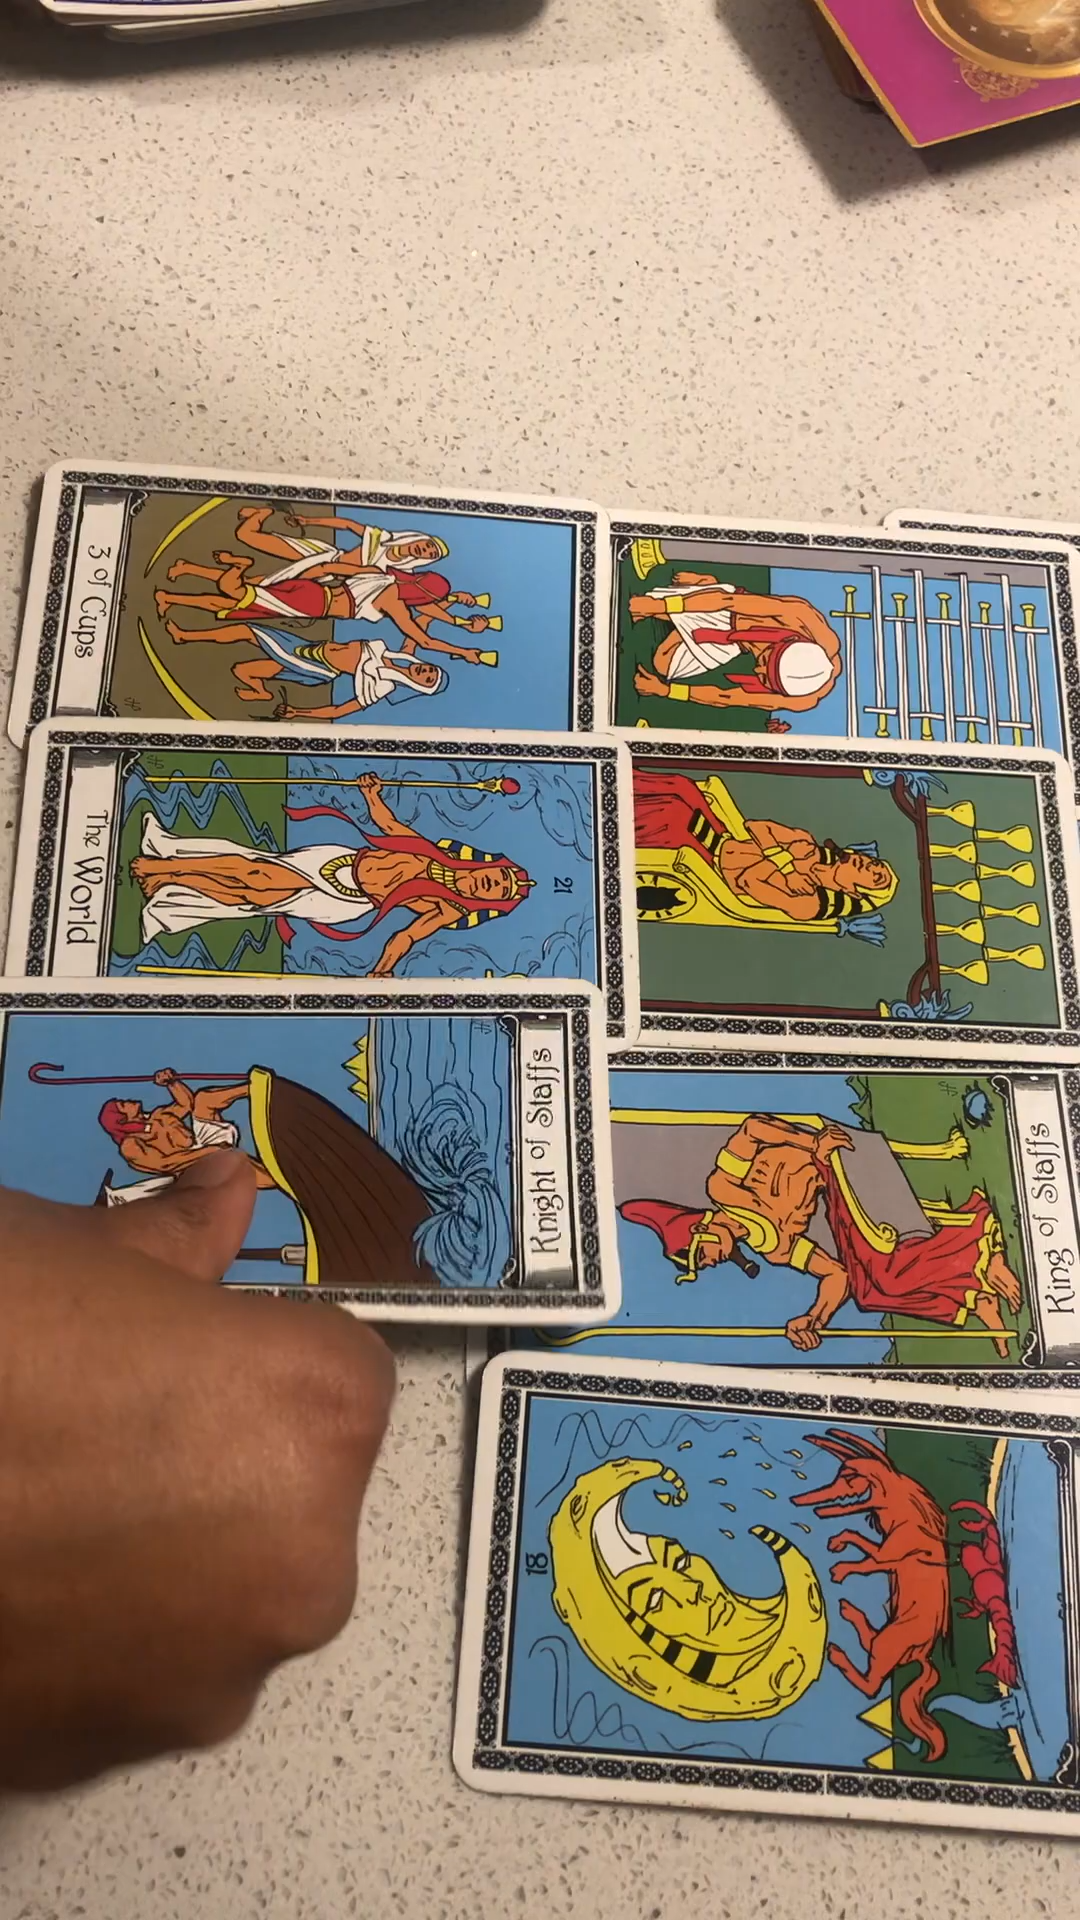 3 of Cups
The World
21
Knight of Staffs
King of Staffs
18